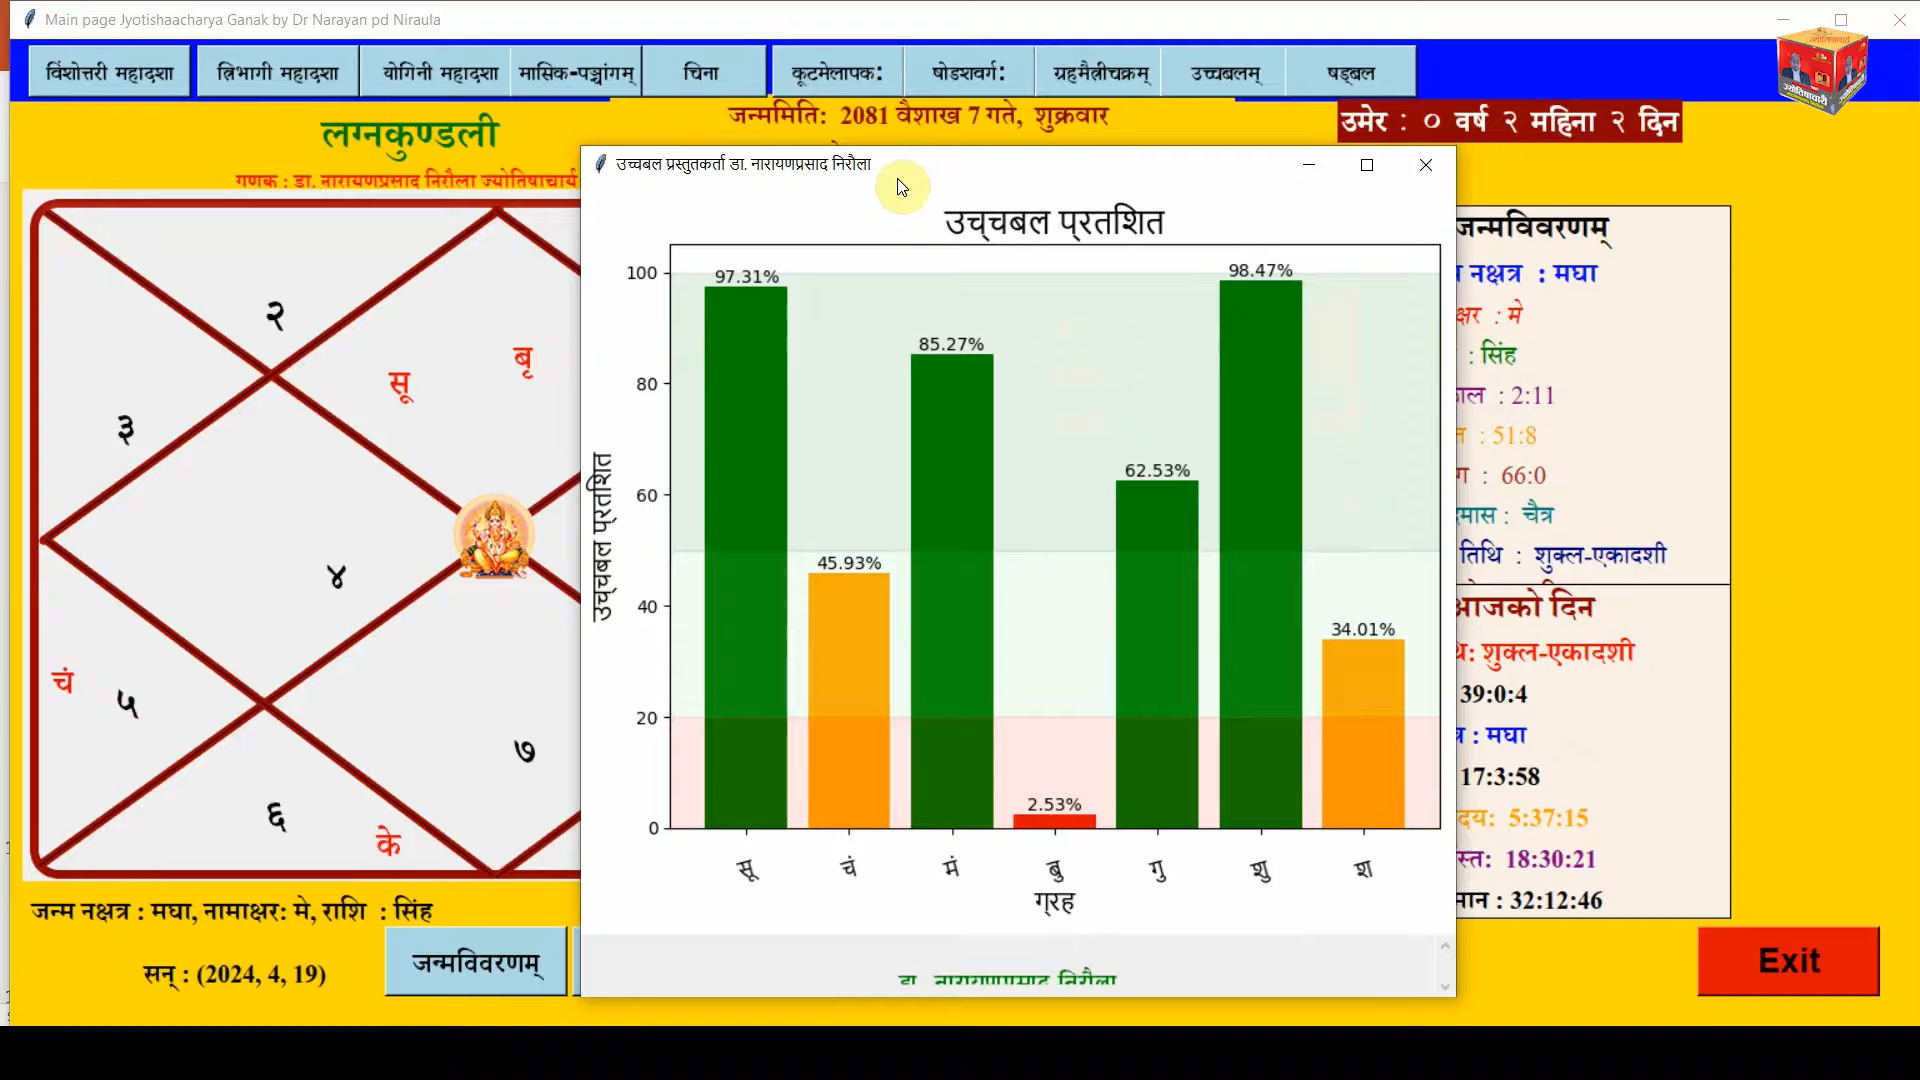 Main page Jyotishaacharya Ganak by Dr Narayan pd Niraula
विंशोत्तरी महादशा
त्रिभागी महादशा
योगिनी महादशा
मासिक-पञ्चांगम्
चिना
कूटमेलापक:
षोडशवर्ग:
ग्रहमैत्रीचक्रम्
उच्चबलम्
षड्बल
ज्योतिषाचार्य
लग्नकुण्डली
जन्ममिति: 2081 वैशाख 7 गते, शुक्रवार
उमेर : ० वर्ष २ महिना २ दिन
गणक : डा. नारायणप्रसाद निरौला ज्योतिषाचार्य
उच्चबल प्रस्तुतकर्ता डा. नारायणप्रसाद निरौला
उच्चबल प्रतिशत
उच्चबल प्रतिशत
100
80
60
40
20
0
97.31%
45.93%
85.27%
2.53%
62.53%
98.47%
34.01%
सू
चं
मं
बु
गु
शु
श
ग्रह
डा. नारायणप्रसाद निरौला
२
सू
बृ
३
४
चं
५
७
६
के
जन्मविवरणम्
नक्षत्र : मघा
: मे
: सिंह
: 2:11
: 51:8
: 66:0
: चैत्र
तिथि : शुक्ल-एकादशी
आजको दिन
: शुक्ल-एकादशी
39:0:4
: मघा
17:3:58
5:37:15
18:30:21
: 32:12:46
जन्म नक्षत्र : मघा, नामाक्षर: मे, राशि : सिंह
सन् : (2024, 4, 19)
जन्मविवरणम्
Exit